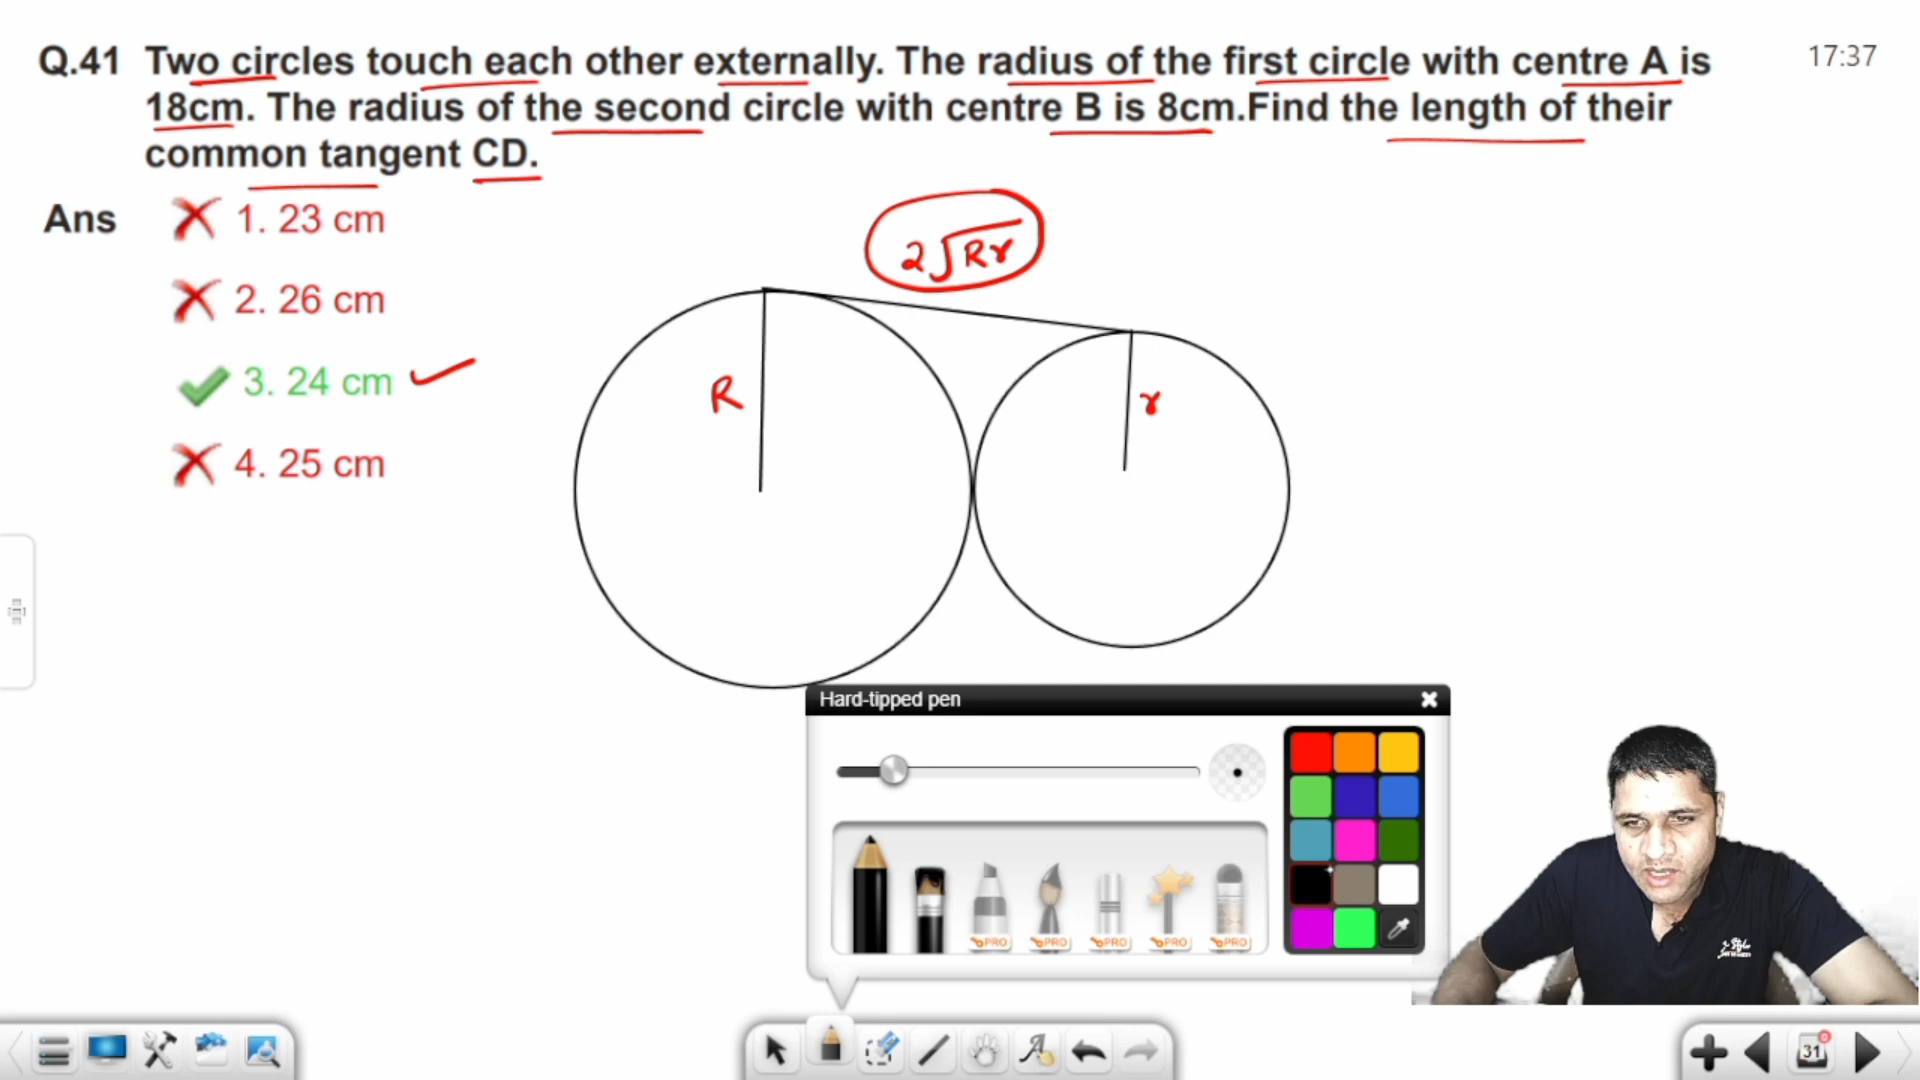 Q.41 Two circles touch each other externally. The radius of the first circle with centre A is
17:37
18cm. The radius of the second circle with centre B is 8cm.Find the length of their
common tangent CD.
Ans
1. 23 cm
2. 26 cm
3. 24 cm
4. 25 cm
2√Rr
R
r
Hard-tipped pen
PRO PRO PRO PRO PRO
31
0